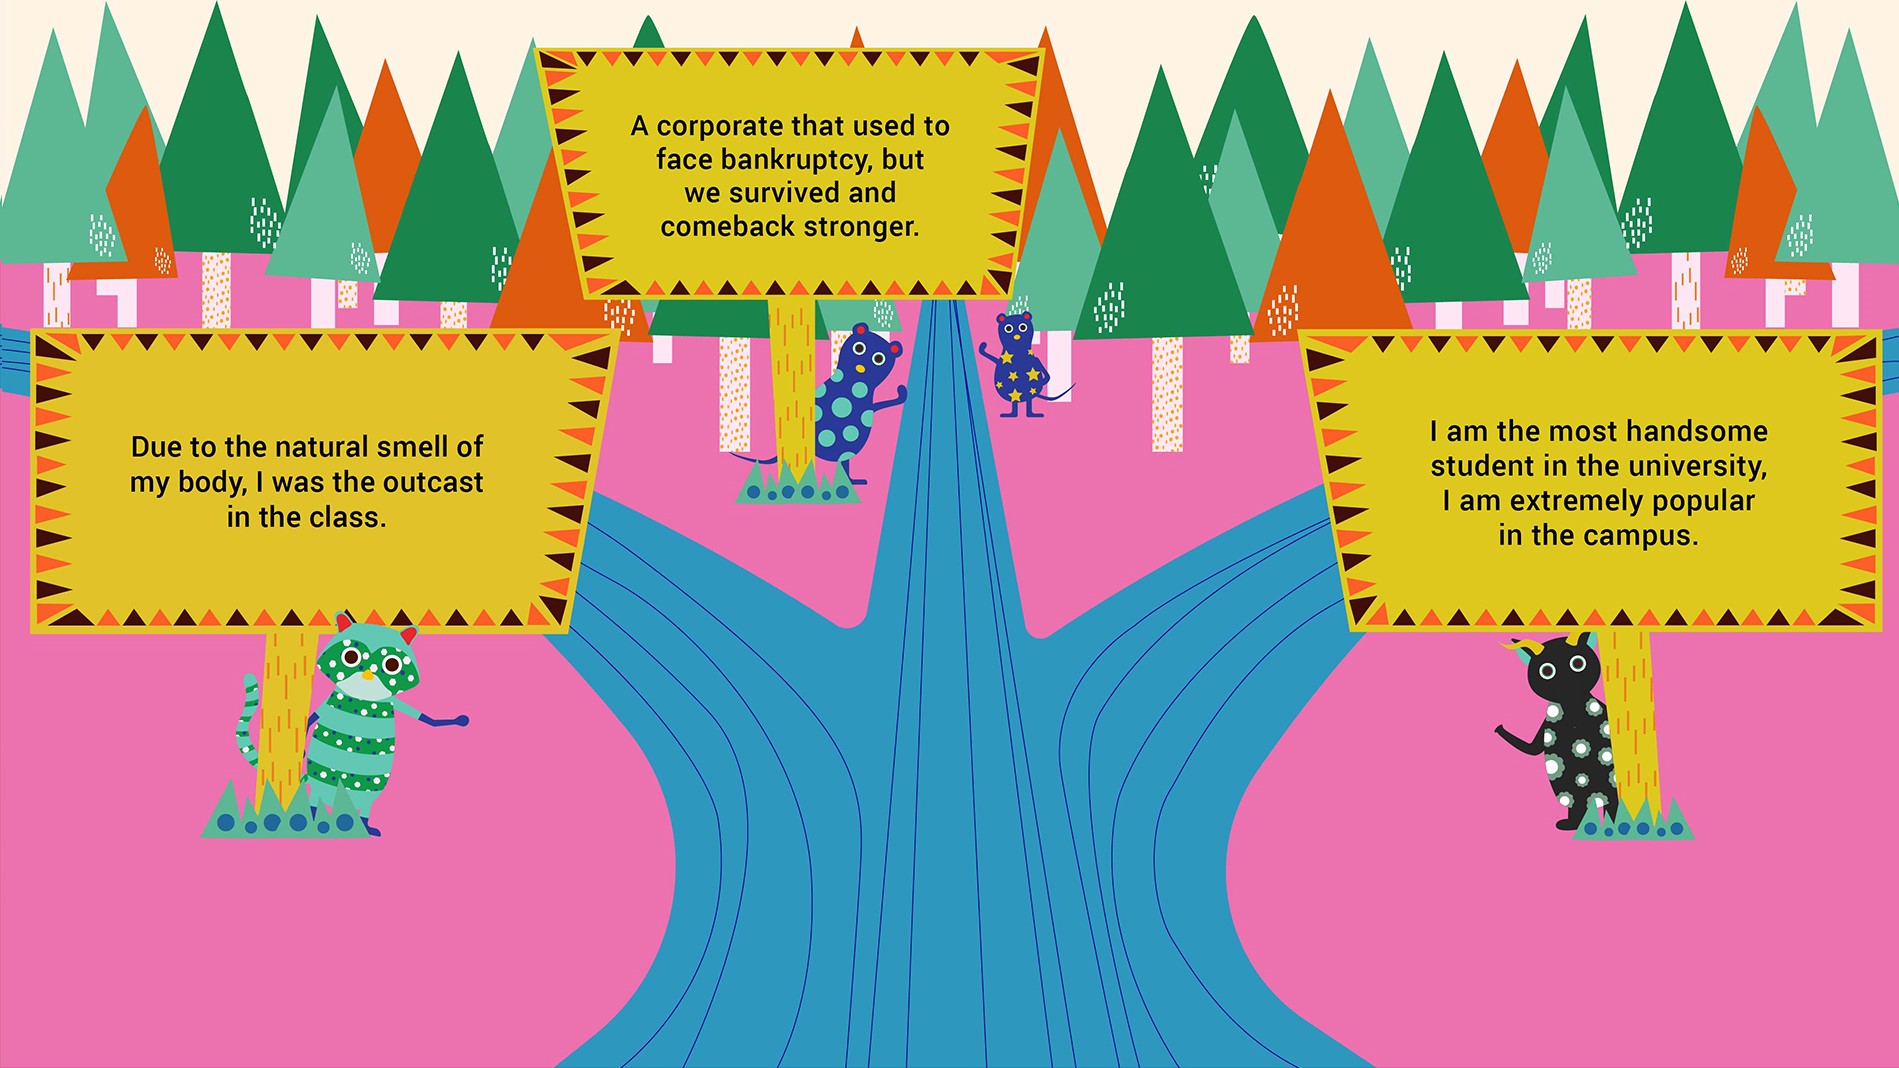 A corporate that used to
face bankruptcy, but
we survived and
comeback stronger.
Due to the natural smell of
my body, I was the outcast
in the class.
I am the most handsome
student in the university,
I am extremely popular
in the campus.